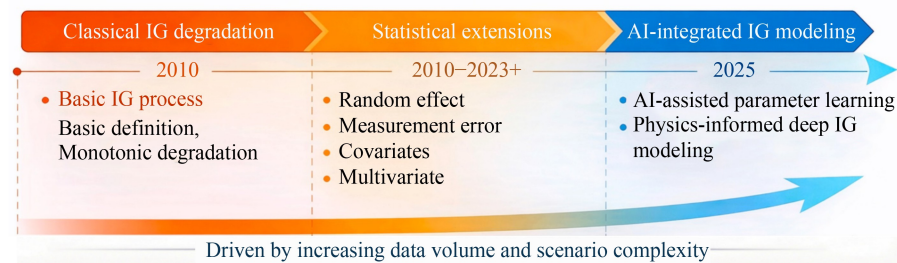 Classical IG degradation
Statistical extensions
AI-integrated IG modeling
2010
2010−2023+
2025
• Basic IG process
Basic definition,
Monotonic degradation
• Random effect
• Measurement error
• Covariates
• Multivariate
• AI-assisted parameter learning
• Physics-informed deep IG
modeling
Driven by increasing data volume and scenario complexity